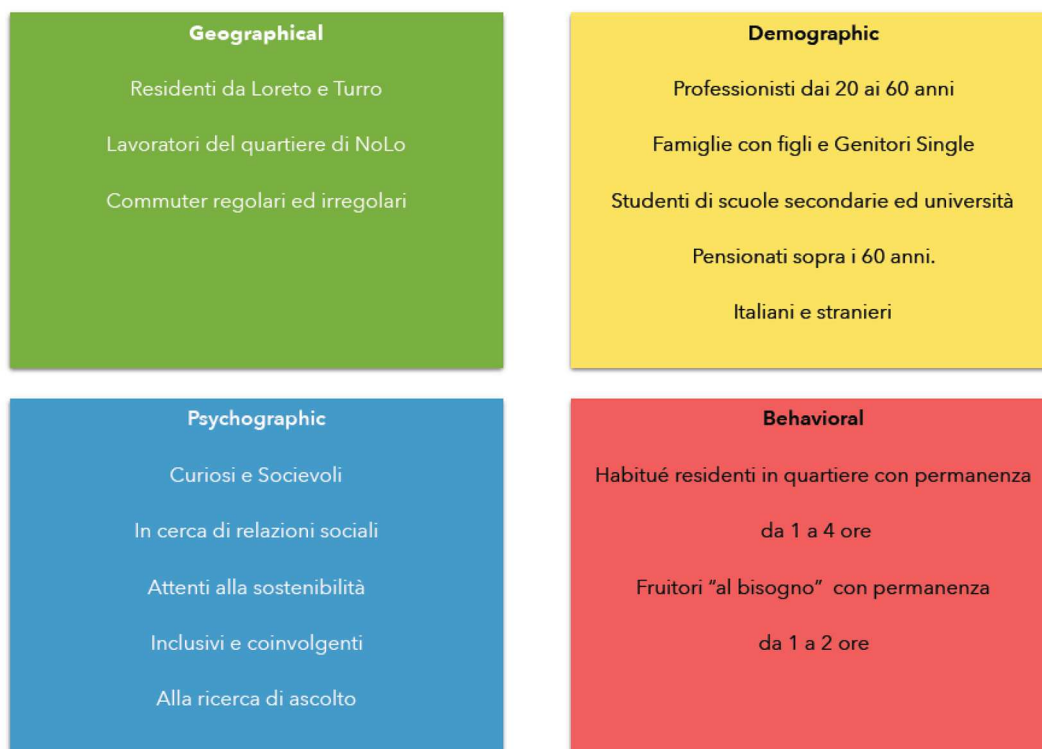 Geographical
Residenti da Loreto e Turro
Lavoratori del quartiere di NoLo
Commuter regolari ed irregolari
Demographic
Professionisti dai 20 ai 60 anni
Famiglie con figli e Genitori Single
Studenti di scuole secondarie ed università
Pensionati sopra i 60 anni.
Italiani e stranieri
Psychographic
Curiosi e Socievoli
In cerca di relazioni sociali
Attenti alla sostenibilità
Inclusivi e coinvolgenti
Alla ricerca di ascolto
Behavioral
Habitué residenti in quartiere con permanenza
da 1 a 4 ore
Fruitori “al bisogno” con permanenza
da 1 a 2 ore